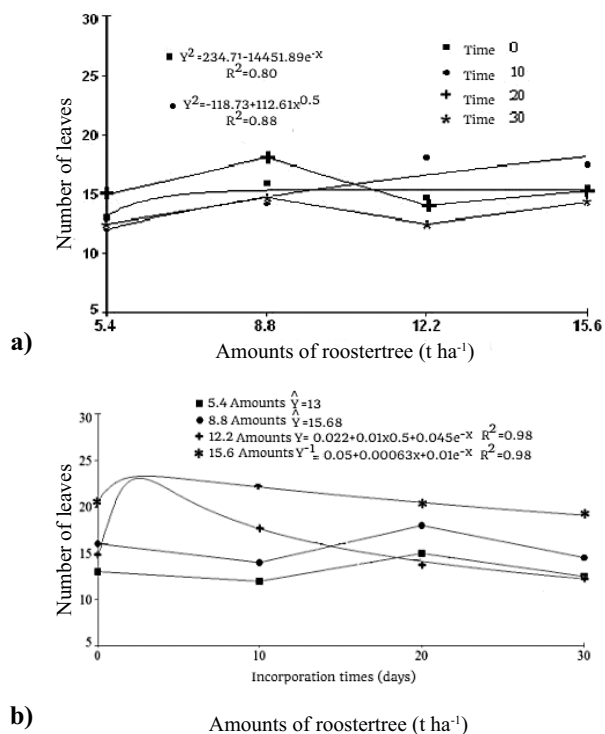 30
25
20
15
10
5
Number of leaves
Y²=234.71-14451.89e-x
R²=0.80
Y²=-118.73+112.61x0.5
R²=0.88
Time 0
Time 10
Time 20
Time 30
5.4 8.8 12.2 15.6
a)
Amounts of roostertree (t ha-1)
5.4 Amounts Ŷ=13
8.8 Amounts Ŷ=15.68
12.2 Amounts Y= 0.022+0.01x0.5+0.045e-x R²=0.98
15.6 Amounts Y-1= 0.05+0.00063x+0.01e-x R²=0.98
30
25
20
15
10
5
Number of leaves
0 10 20 30
Incorporation times (days)
b)
Amounts of roostertree (t ha-1)